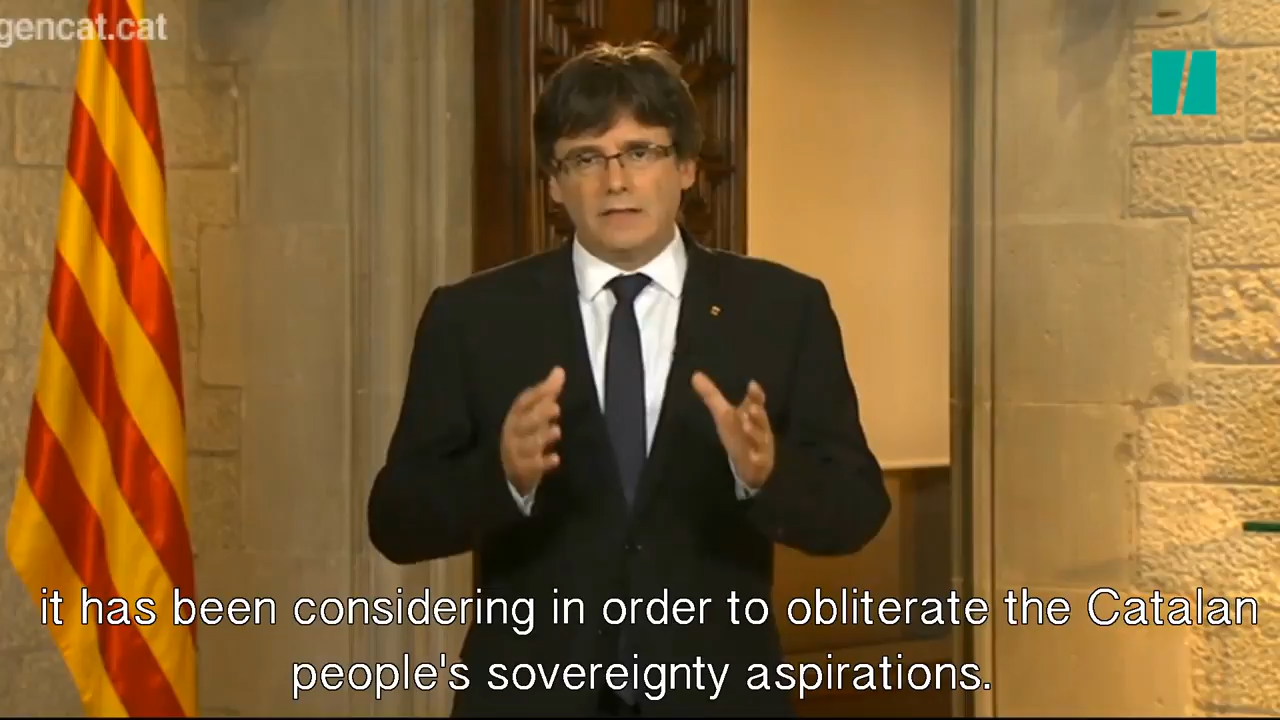 gencat.cat
it has been considering in order to obliterate the Catalan
people's sovereignty aspirations.